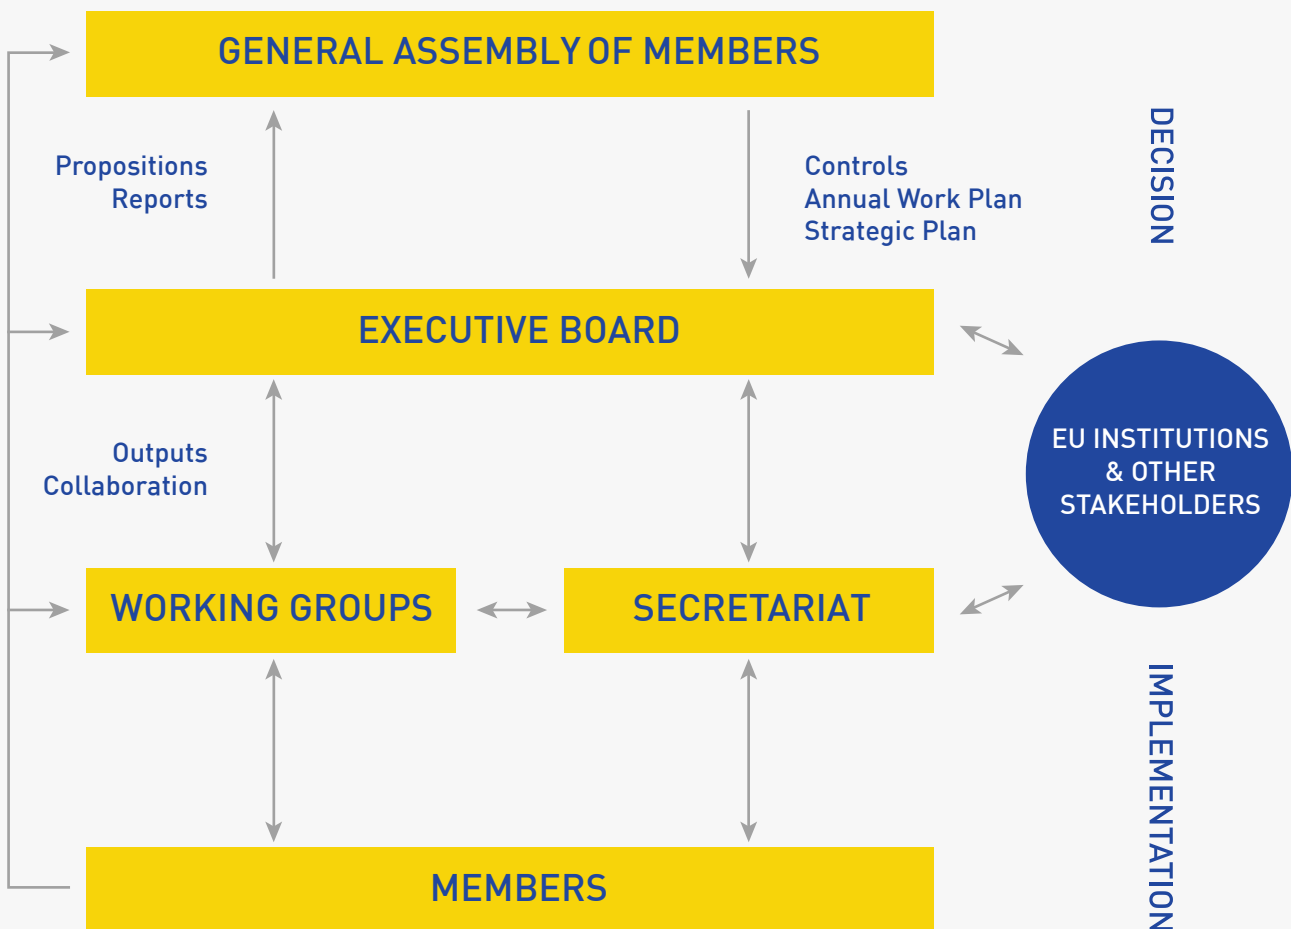 GENERAL ASSEMBLY OF MEMBERS
Propositions
Reports
Controls
Annual Work Plan
Strategic Plan
DECISION
EXECUTIVE BOARD
Outputs
Collaboration
EU INSTITUTIONS
& OTHER
STAKEHOLDERS
WORKING GROUPS
SECRETARIAT
IMPLEMENTATION
MEMBERS